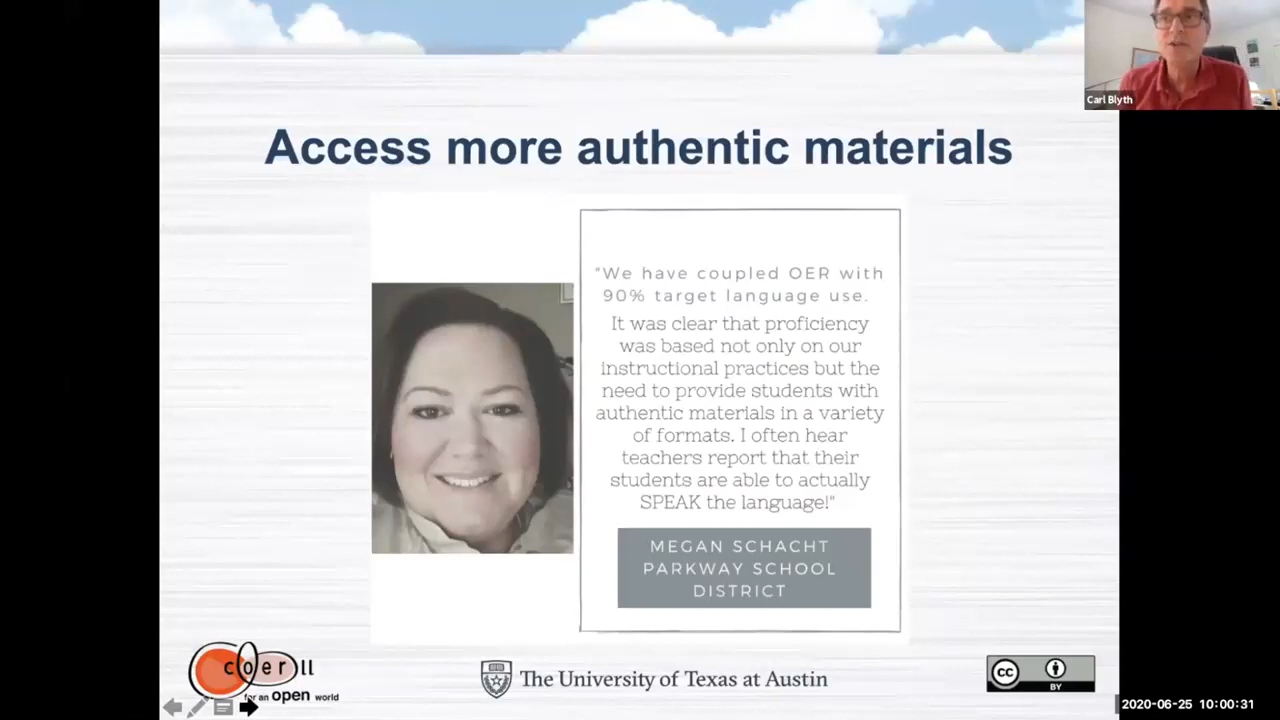 Carl Blyth
Access more authentic materials
"We have coupled OER with
90% target language use.
It was clear that proficiency
was based not only on our
instructional practices but the
need to provide students with
authentic materials in a variety
of formats. I often hear
teachers report that their
students are able to actually
SPEAK the language!"
MEGAN SCHACHT
PARKWAY SCHOOL
DISTRICT
coerll
for an open world
The University of Texas at Austin
cc
BY
2020-06-25 10:00:31